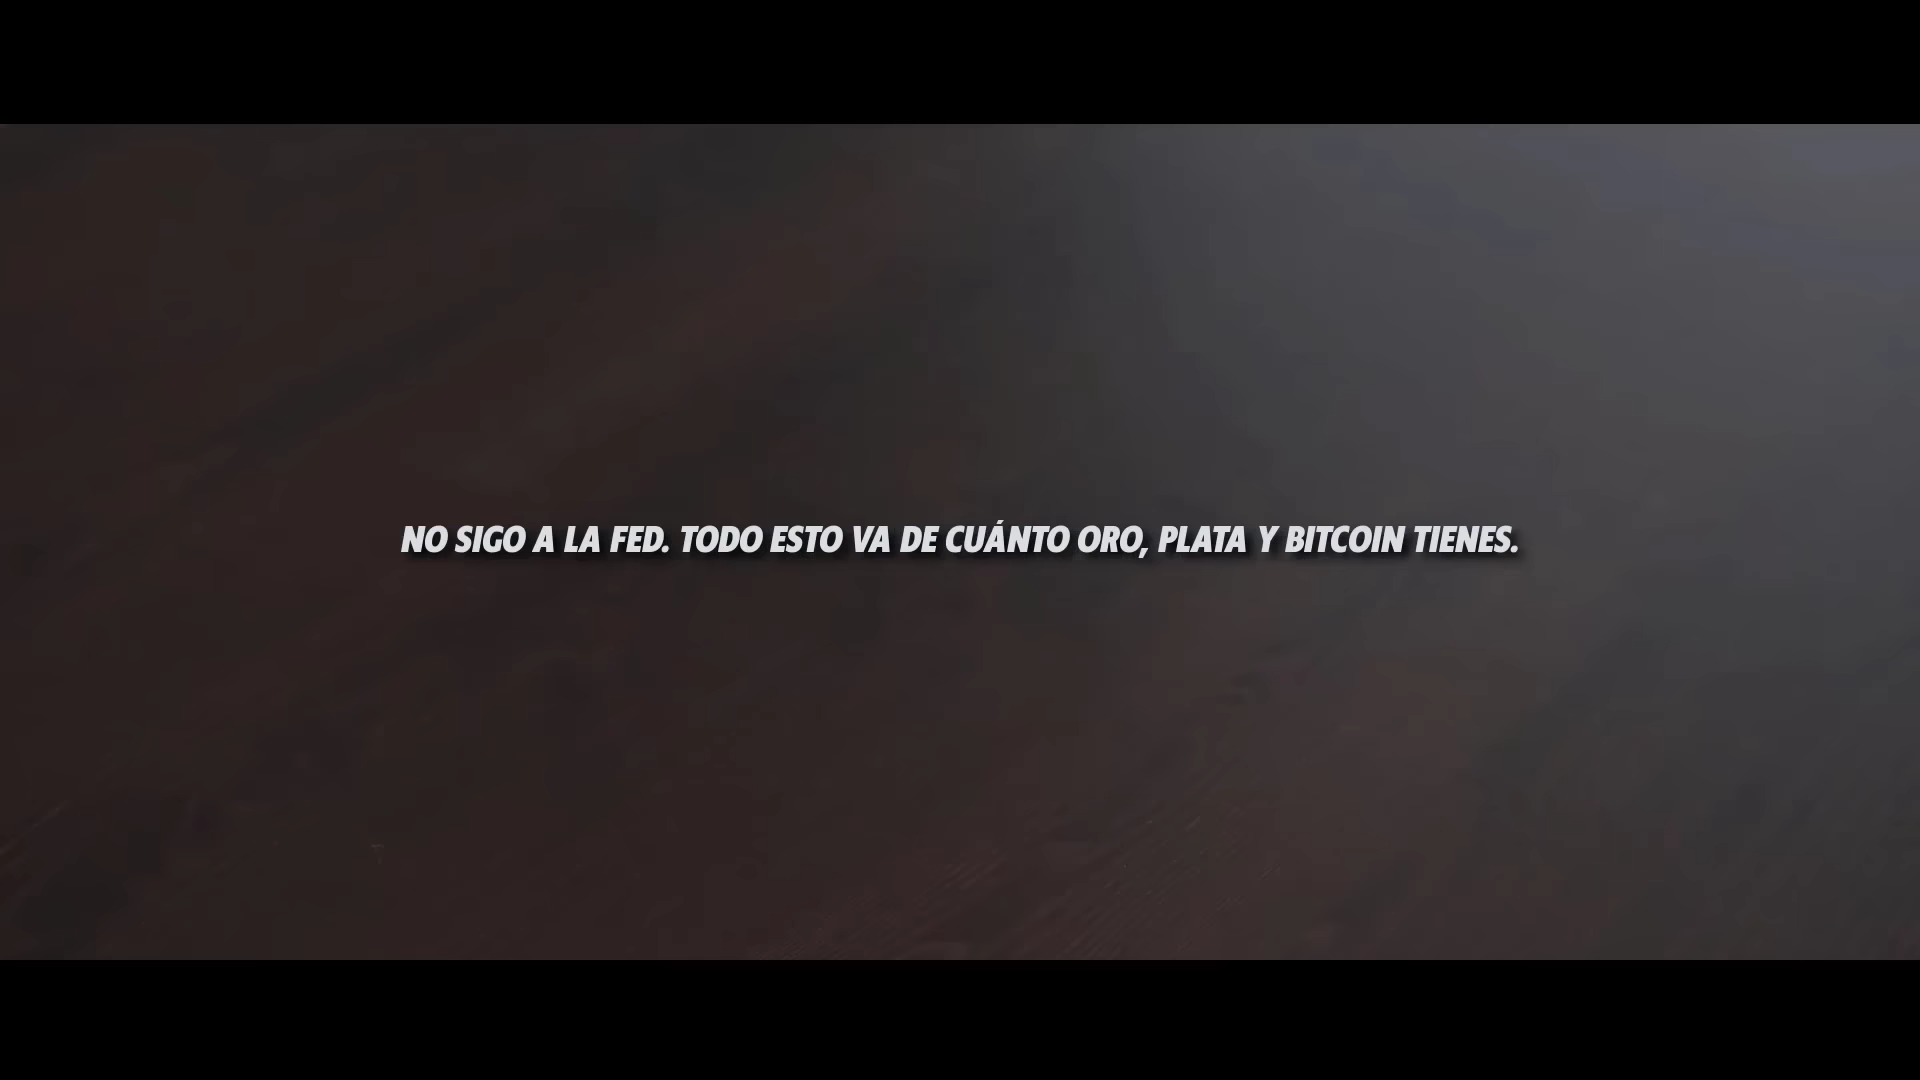 NO SIGO A LA FED. TODO ESTO VA DE CUÁNTO ORO, PLATA Y BITCOIN TIENES.